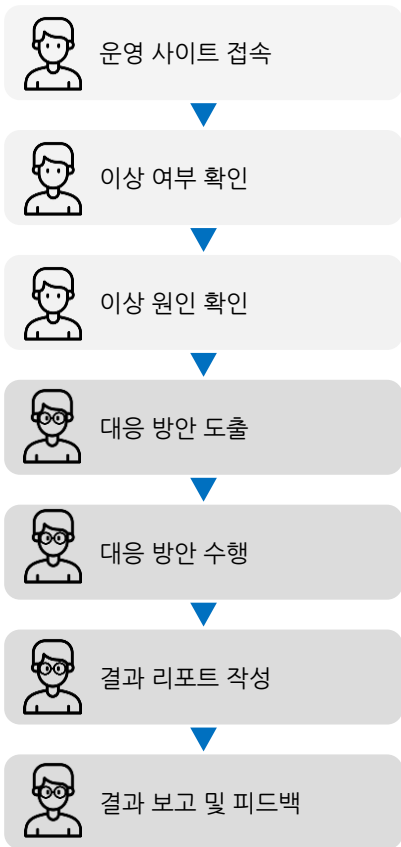 운영 사이트 접속
이상 여부 확인
이상 원인 확인
대응 방안 도출
대응 방안 수행
결과 리포트 작성
결과 보고 및 피드백